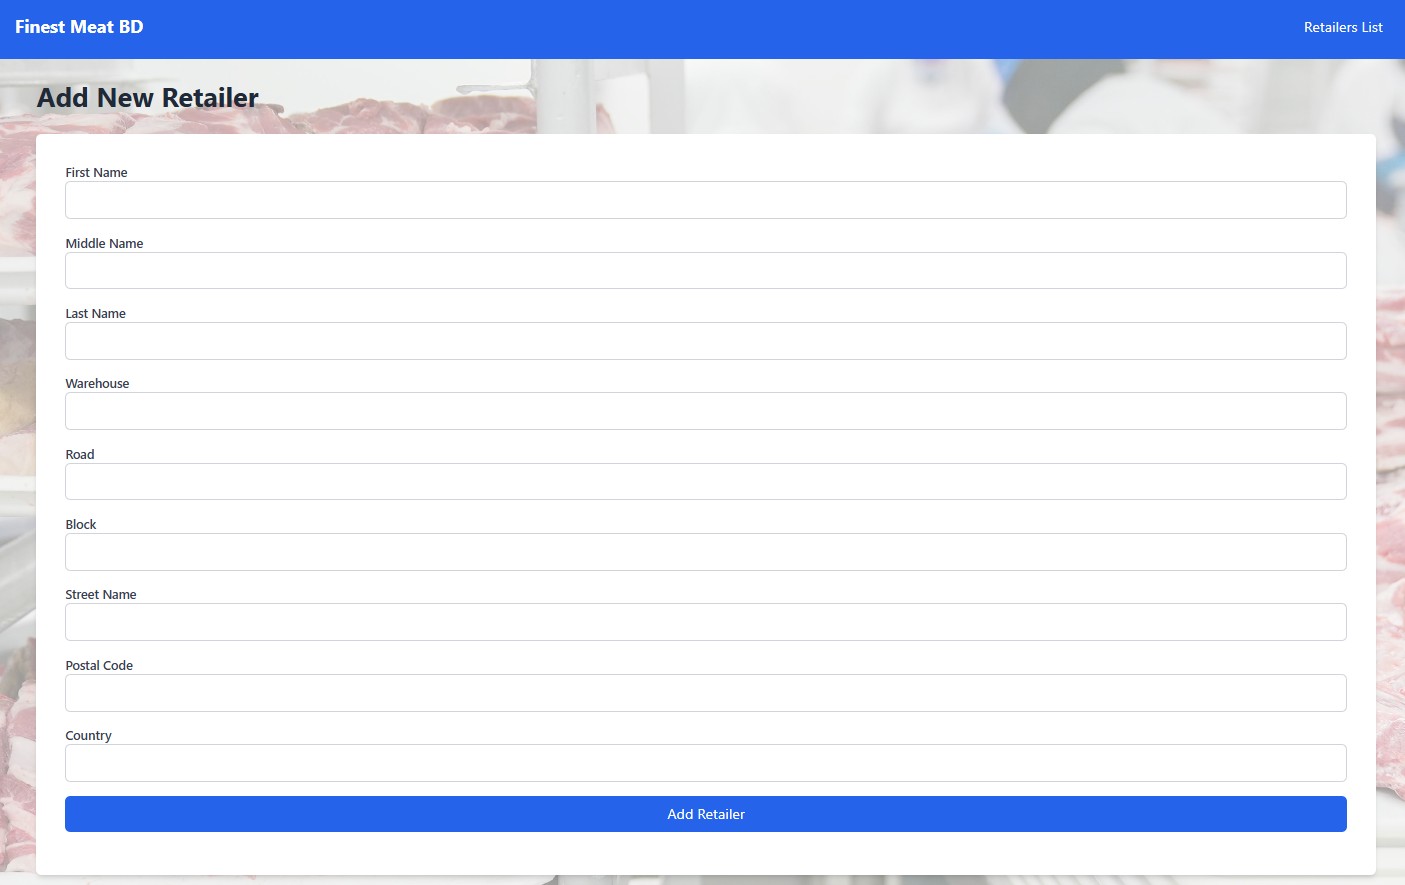 Finest Meat BD
Retailers List
Add New Retailer
First Name
Middle Name
Last Name
Warehouse
Road
Block
Street Name
Postal Code
Country
Add Retailer